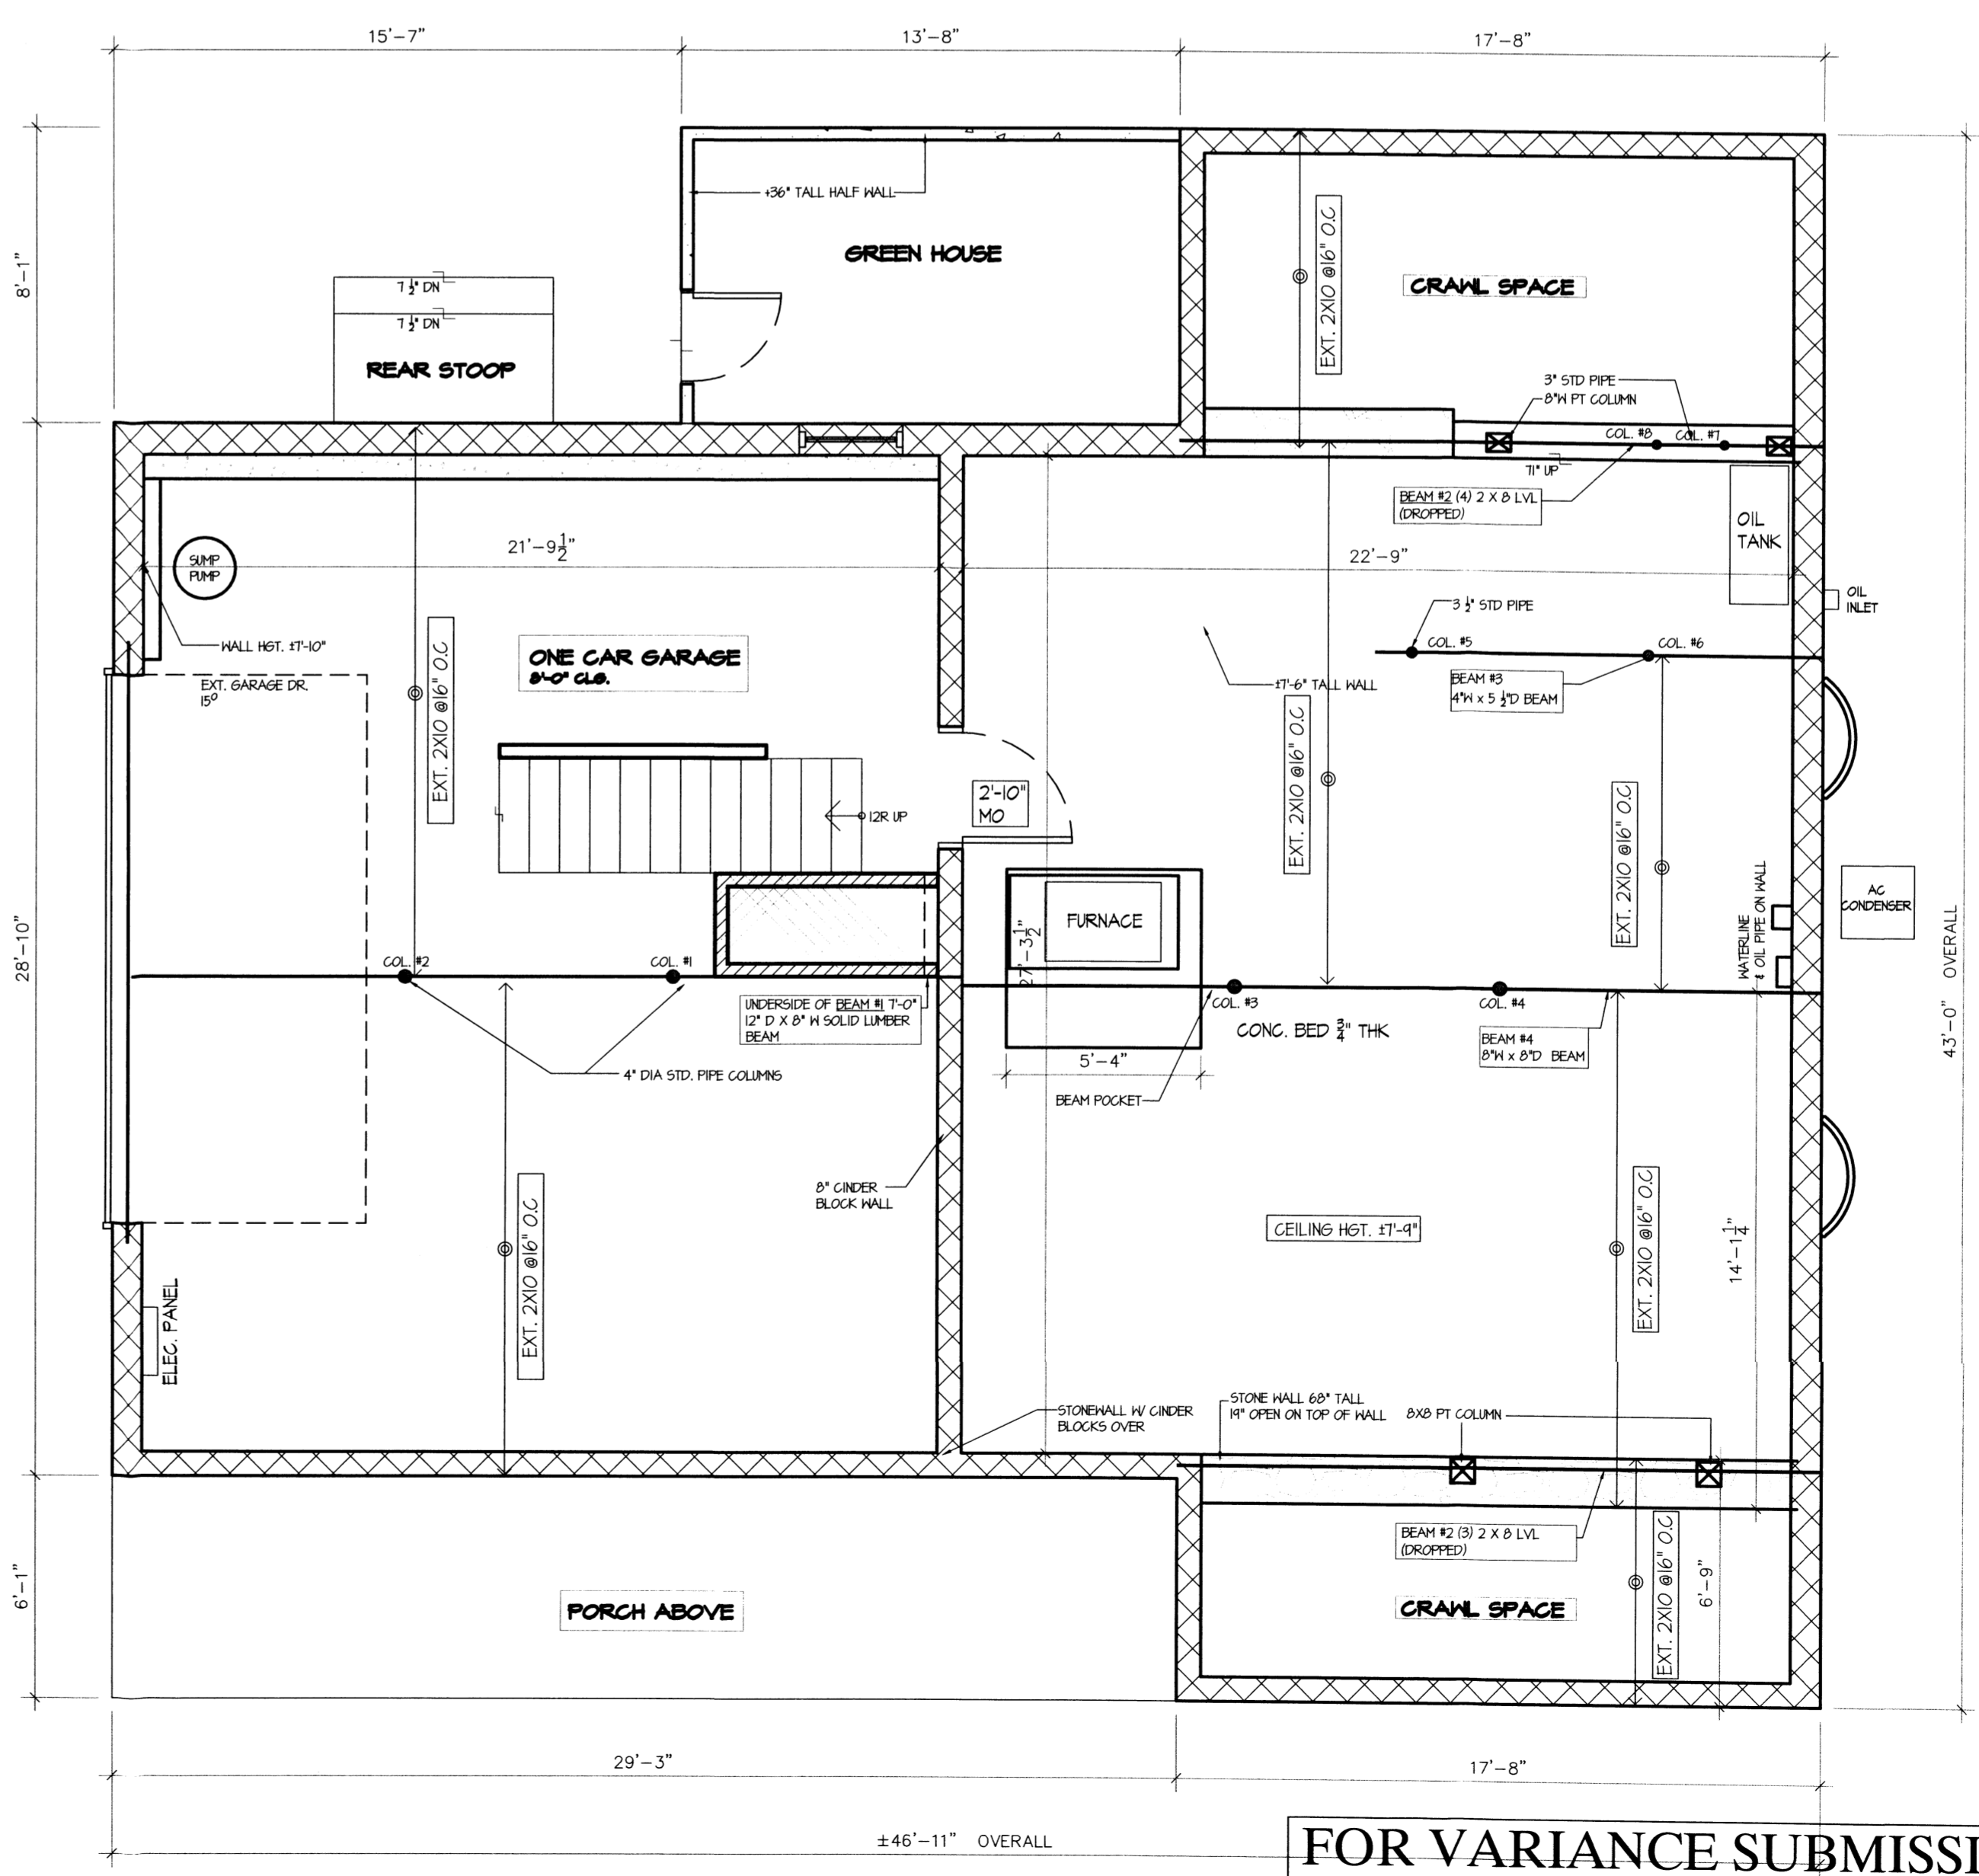 15'-7"
13'-8"
17'-8"
8'-1"
±36" TALL HALF WALL
GREEN HOUSE
EXT. 2X10 @16" O.C
CRAWL SPACE
7 1/2" DN
7 1/2" DN
REAR STOOP
3" STD PIPE
8"W PT COLUMN
COL. #8
COL. #7
71" UP
BEAM #2 (4) 2 X 8 LVL
(DROPPED)
OIL
TANK
21'-9 1/2"
22'-9"
SUMP
PUMP
OIL
INLET
3 1/2" STD PIPE
WALL HGT. ±7'-10"
ONE CAR GARAGE
8'-0" CLG.
COL. #5
COL. #6
EXT. GARAGE DR.
15⁰
EXT. 2X10 @16" O.C
±7'-6" TALL WALL
BEAM #3
4"W x 5 1/2"D BEAM
EXT. 2X10 @16" O.C
2'-10"
MO
12R UP
EXT. 2X10 @16" O.C
FURNACE
27'-3 1/2"
WATERLINE
& OIL PIPE ON WALL
AC
CONDENSER
28'-10"
43'-0" OVERALL
COL. #2
COL. #1
UNDERSIDE OF BEAM #1 7'-0"
12" D X 8" W SOLID LUMBER
BEAM
COL. #3
COL. #4
CONC. BED 3/4" THK
BEAM #4
8"W x 8"D BEAM
5'-4"
4" DIA STD. PIPE COLUMNS
BEAM POCKET
8" CINDER
BLOCK WALL
EXT. 2X10 @16" O.C
CEILING HGT. ±7'-9"
EXT. 2X10 @16" O.C
14'-1 1/4"
ELEC. PANEL
STONEWALL W/ CINDER
BLOCKS OVER
STONE WALL 68" TALL
19" OPEN ON TOP OF WALL
8X8 PT COLUMN
BEAM #2 (3) 2 X 8 LVL
(DROPPED)
EXT. 2X10 @16" O.C
6'-9"
6'-1"
PORCH ABOVE
CRAWL SPACE
29'-3"
17'-8"
±46'-11" OVERALL
FOR VARIANCE SUBMISSI